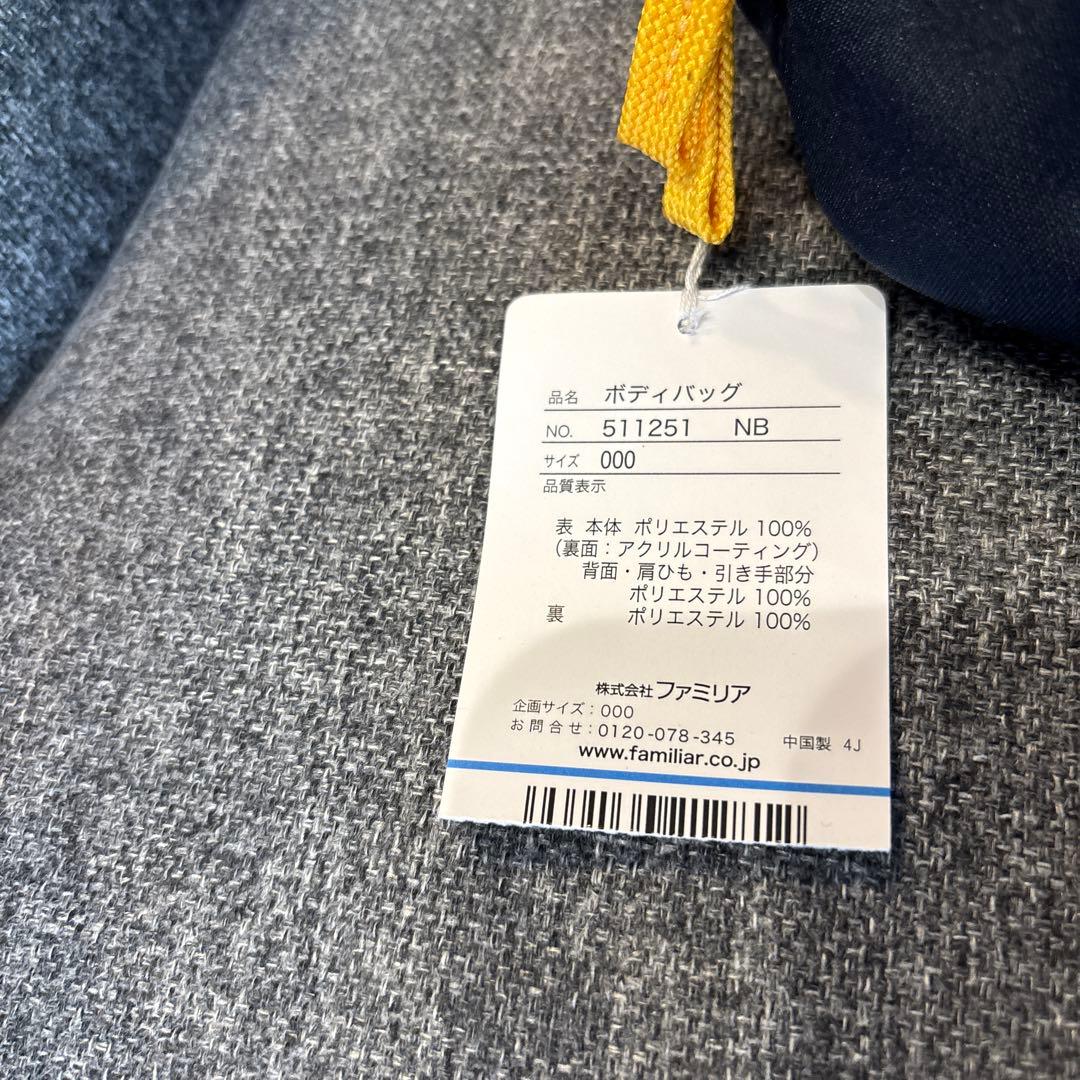 品名 ボディバッグ
NO. 511251 NB
サイズ 000
品質表示
表 本体 ポリエステル 100%
(裏面：アクリルコーティング)
背面・肩ひも・引き手部分
ポリエステル 100%
裏 ポリエステル 100%
株式会社ファミリア
企画サイズ：000
お問合せ：0120-078-345 中国製 4J
www.familiar.co.jp